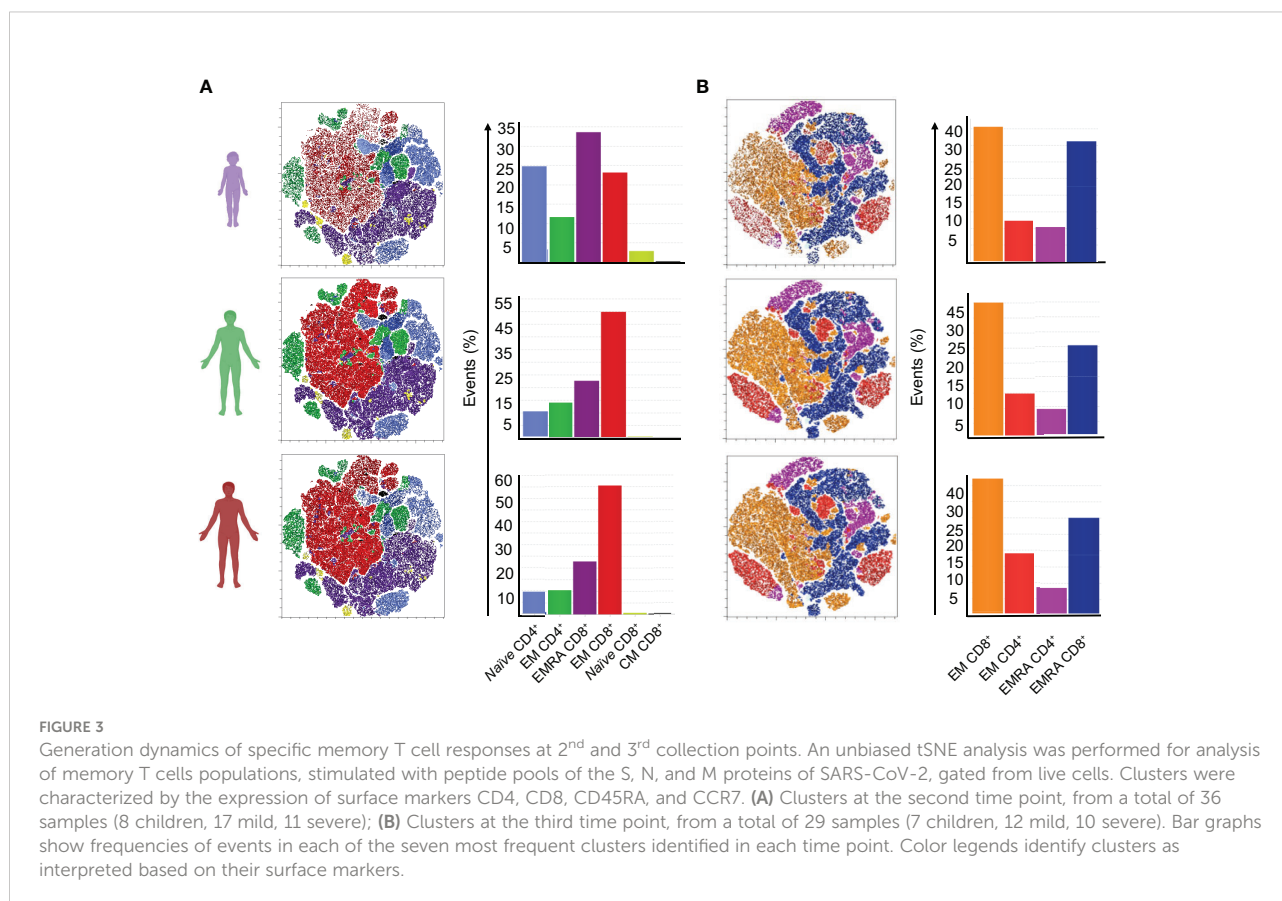 A
B
35
30
25
20
15
10
5
55
45
35
25
15
5
60
50
40
30
20
10
Events (%)
Naïve CD4+
EM CD4+
EMRA CD8+
EM CD8+
Naïve CD8+
CM CD8+
40
30
25
20
15
10
5
45
30
25
20
15
10
5
40
30
25
20
15
10
5
Events (%)
EM CD8+
EM CD4+
EMRA CD4+
EMRA CD8+
FIGURE 3
Generation dynamics of specific memory T cell responses at 2nd and 3rd collection points. An unbiased tSNE analysis was performed for analysis
of memory T cells populations, stimulated with peptide pools of the S, N, and M proteins of SARS-CoV-2, gated from live cells. Clusters were
characterized by the expression of surface markers CD4, CD8, CD45RA, and CCR7. (A) Clusters at the second time point, from a total of 36
samples (8 children, 17 mild, 11 severe); (B) Clusters at the third time point, from a total of 29 samples (7 children, 12 mild, 10 severe). Bar graphs
show frequencies of events in each of the seven most frequent clusters identified in each time point. Color legends identify clusters as
interpreted based on their surface markers.